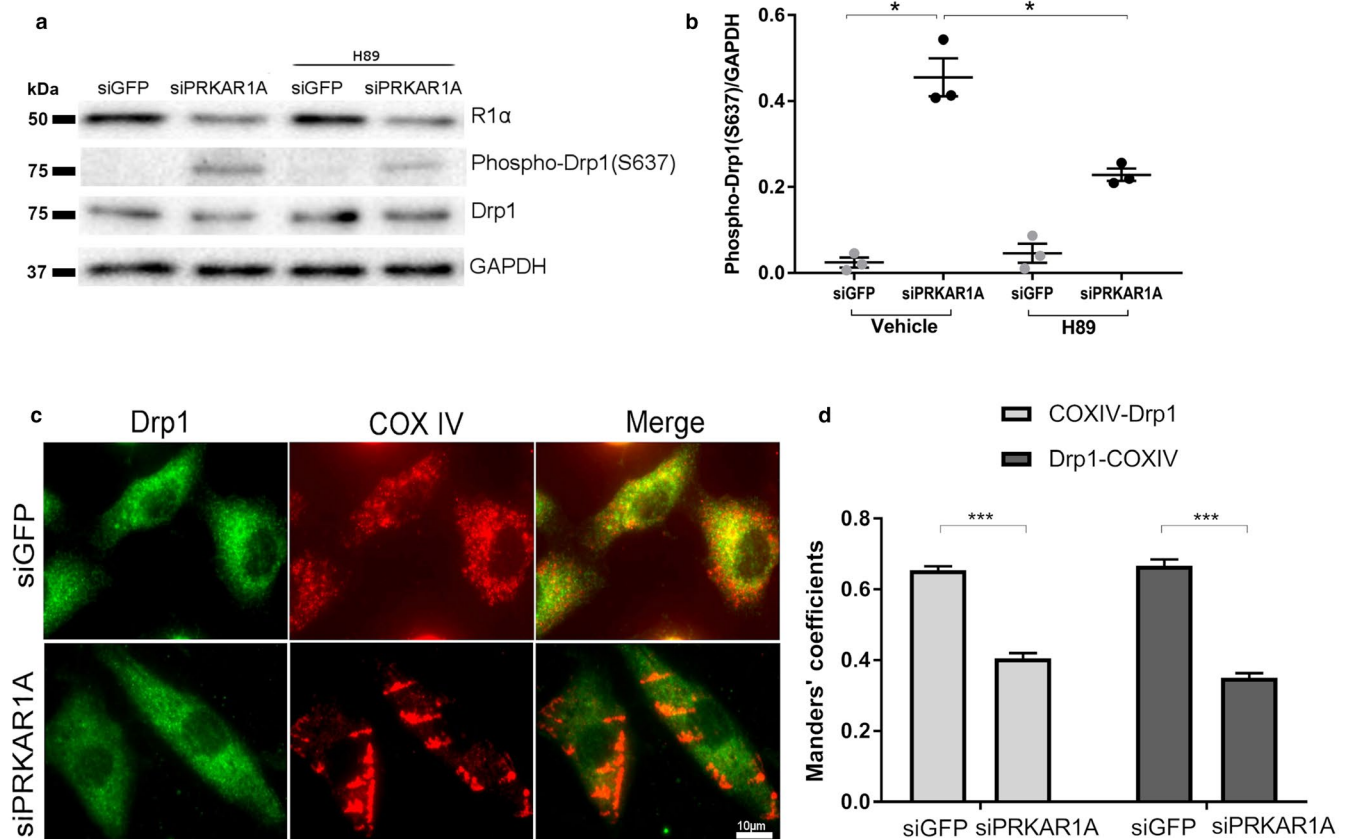 a
H89
kDa siGFP siPRKAR1A siGFP siPRKAR1A
50 R1α
75 Phospho-Drp1(S637)
75 Drp1
37 GAPDH
b
* *
Phospho-Drp1(S637)/GAPDH
0.6
0.4
0.2
0.0
siGFP siPRKAR1A siGFP siPRKAR1A
Vehicle H89
c Drp1 COX IV Merge
siGFP
siPRKAR1A
10µm
d
COXIV-Drp1
Drp1-COXIV
*** ***
Manders' coefficients
0.8
0.6
0.4
0.2
0.0
siGFP siPRKAR1A siGFP siPRKAR1A